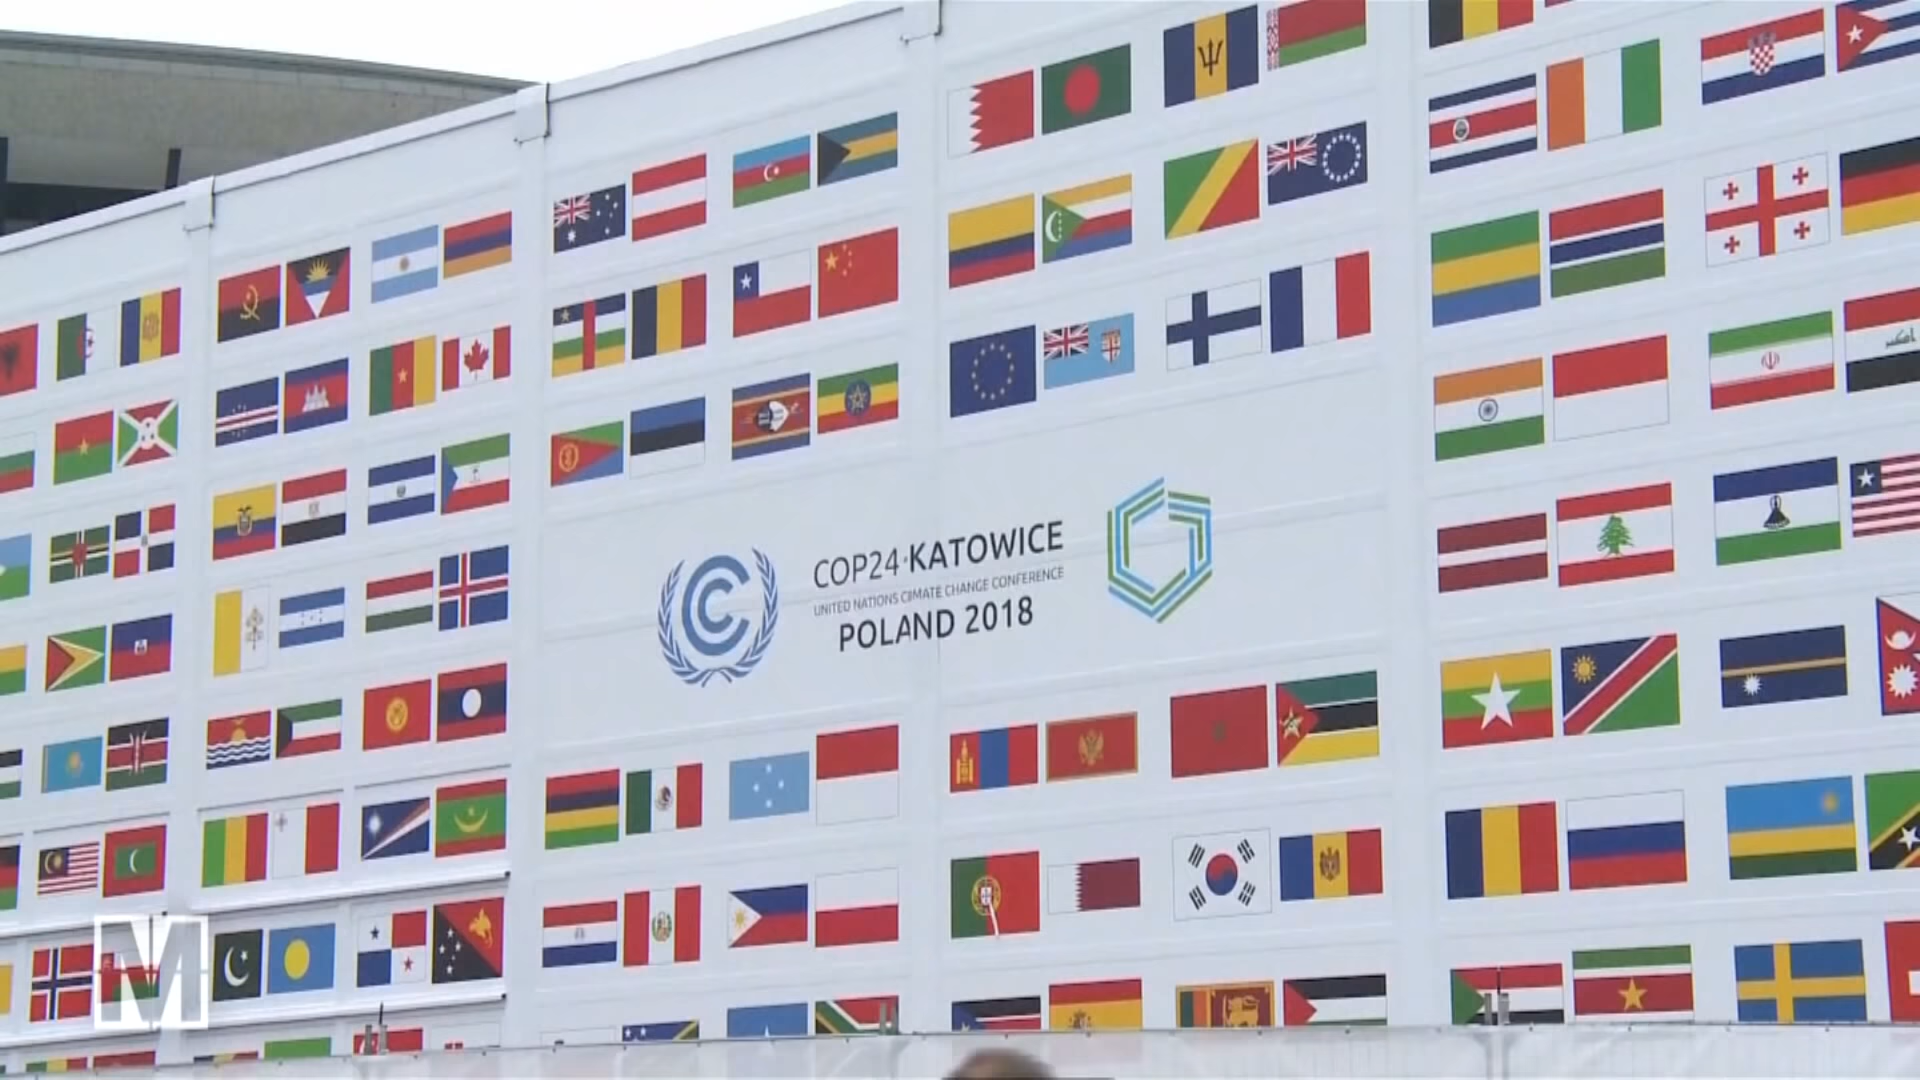 COP24·KATOWICE
UNITED NATIONS CLIMATE CHANGE CONFERENCE
POLAND 2018
M